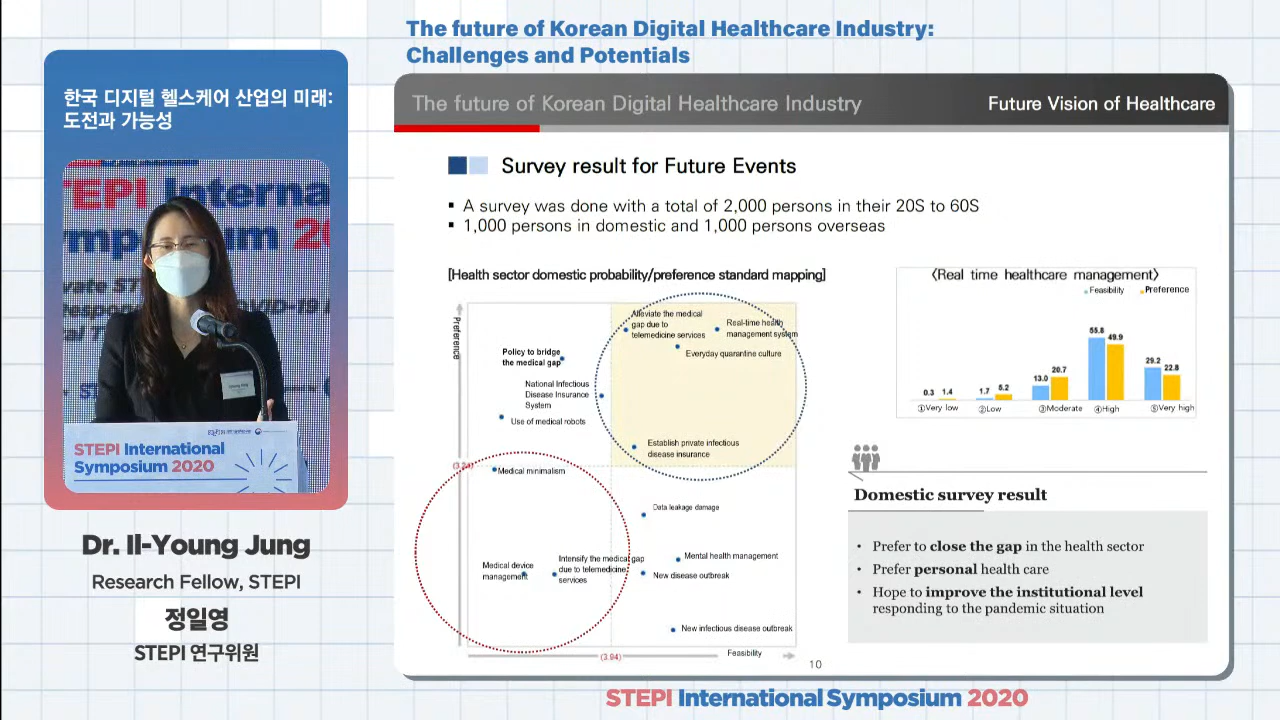 The future of Korean Digital Healthcare Industry:
Challenges and Potentials
한국 디지털 헬스케어 산업의 미래:
도전과 가능성
STEPI International
Symposium 2020
Dr. Il-Young Jung
Research Fellow, STEPI
정일영
STEPI 연구위원
The future of Korean Digital Healthcare Industry
Future Vision of Healthcare
Survey result for Future Events
▪ A survey was done with a total of 2,000 persons in their 20S to 60S
▪ 1,000 persons in domestic and 1,000 persons overseas
[Health sector domestic probability/preference standard mapping]
Preference
Alleviate the medical
gap due to
telemedicine services
Real-time health
management system
Everyday quarantine culture
Policy to bridge
the medical gap
National Infectious
Disease Insurance
System
Use of medical robots
Establish private infectious
disease insurance
Medical minimalism
Data leakage damage
Mental health management
Intensify the medical gap
due to telemedicine
services
Medical device
management
New disease outbreak
New infectious disease outbreak
Feasibility
(3.94)
〈Real time healthcare management〉
Feasibility Preference
0.3 1.4 1.7 5.2 13.0 20.7 55.8 49.9 29.2 22.8
①Very low ②Low ③Moderate ④High ⑤Very high
Domestic survey result
• Prefer to close the gap in the health sector
• Prefer personal health care
• Hope to improve the institutional level
responding to the pandemic situation
10
STEPI International Symposium 2020